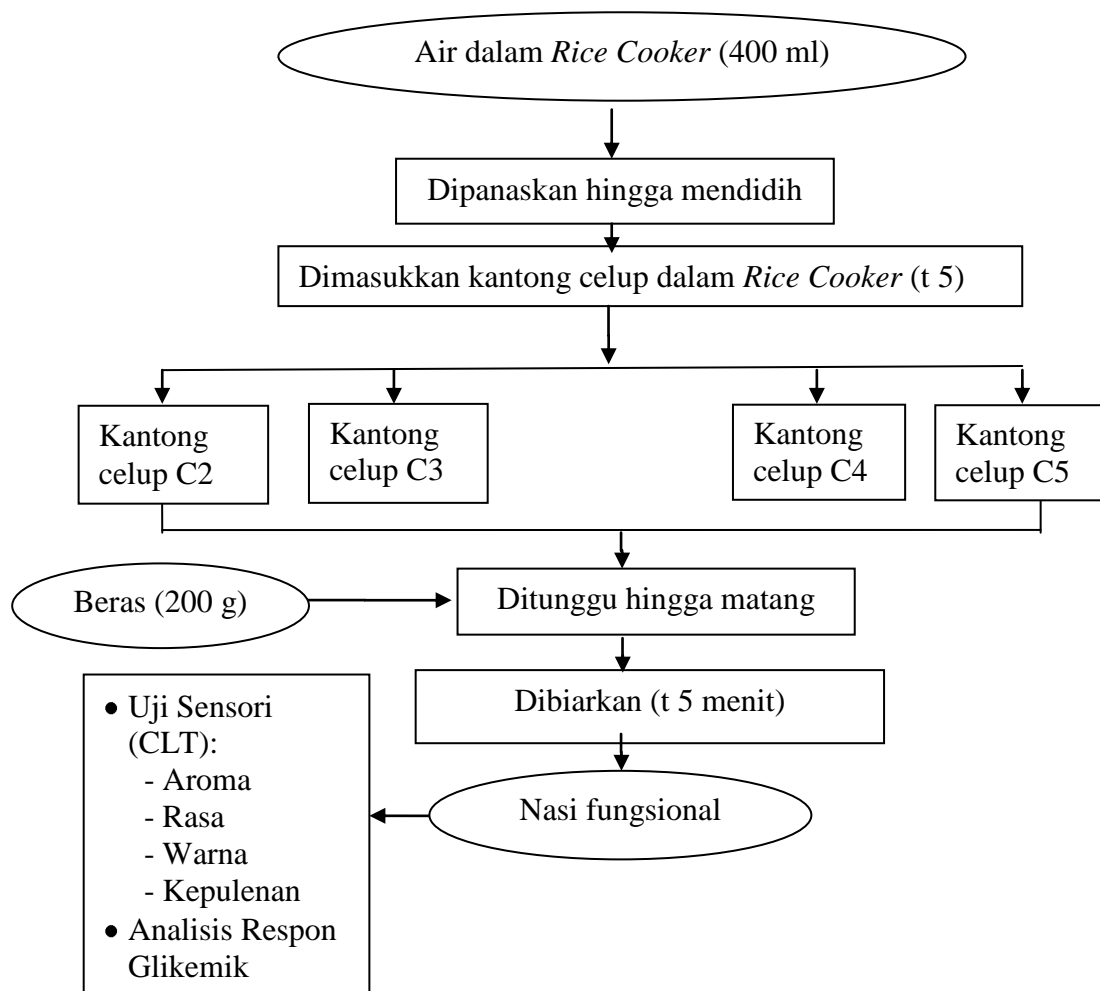 Air dalam Rice Cooker (400 ml)
Dipanaskan hingga mendidih
Dimasukkan kantong celup dalam Rice Cooker (t 5)
Kantong
celup C2
Kantong
celup C3
Kantong
celup C4
Kantong
celup C5
Beras (200 g)
Ditunggu hingga matang
Dibiarkan (t 5 menit)
Nasi fungsional
• Uji Sensori
(CLT):
- Aroma
- Rasa
- Warna
- Kepulenan
• Analisis Respon
Glikemik